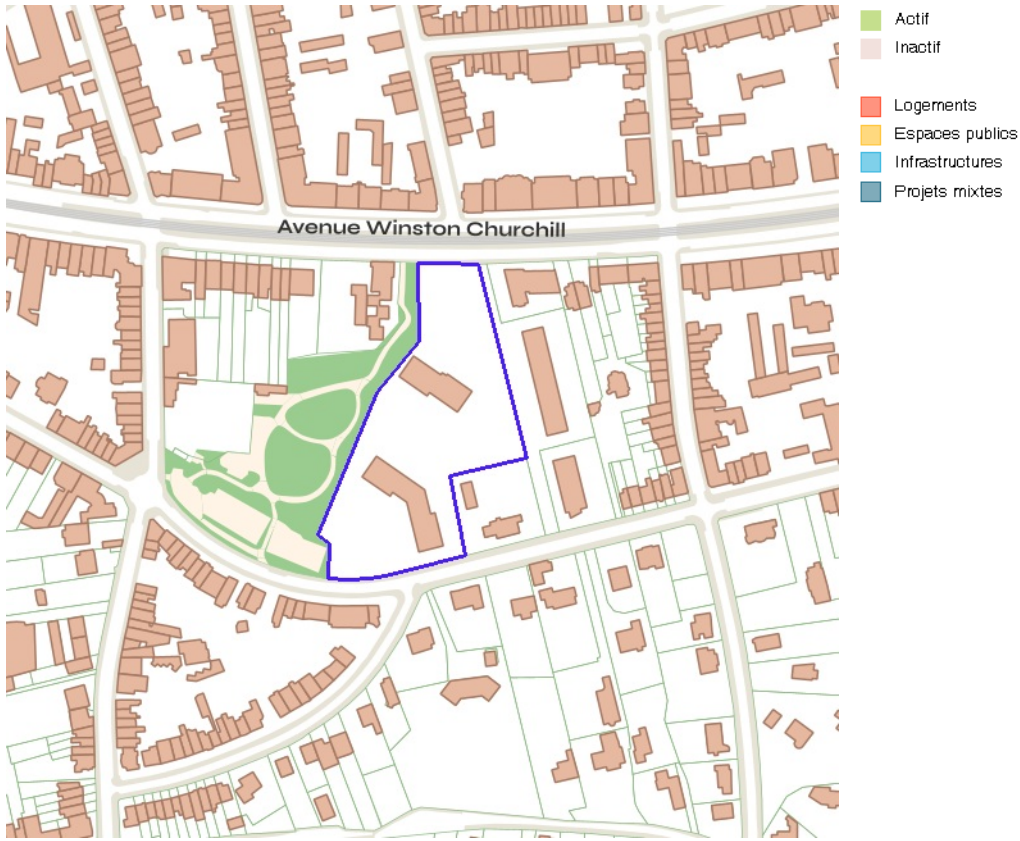 Actif
Inactif
Logements
Espaces publics
Infrastructures
Projets mixtes
Avenue Winston Churchill